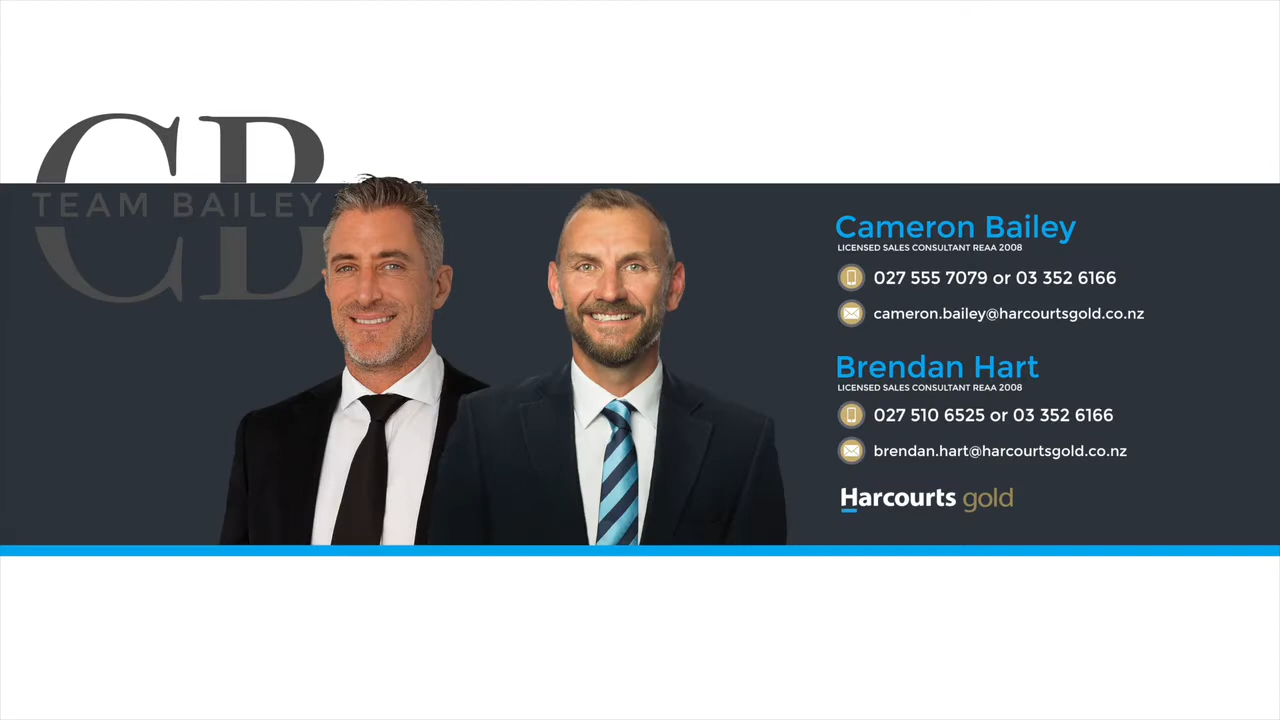 CB
TEAM BAILEY
Cameron Bailey
LICENSED SALES CONSULTANT REAA 2008
027 555 7079 or 03 352 6166
cameron.bailey@harcourtsgold.co.nz
Brendan Hart
LICENSED SALES CONSULTANT REAA 2008
027 510 6525 or 03 352 6166
brendan.hart@harcourtsgold.co.nz
Harcourts gold